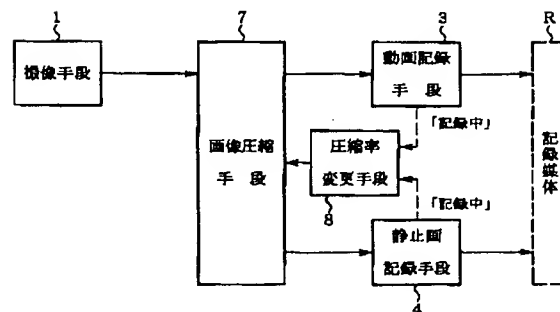 1
撮像手段
7
画像圧縮
手 段
3
動画記録
手 段
「記録中」
圧縮率
変更手段
8
「記録中」
静止画
記録手段
4
R
記録媒体